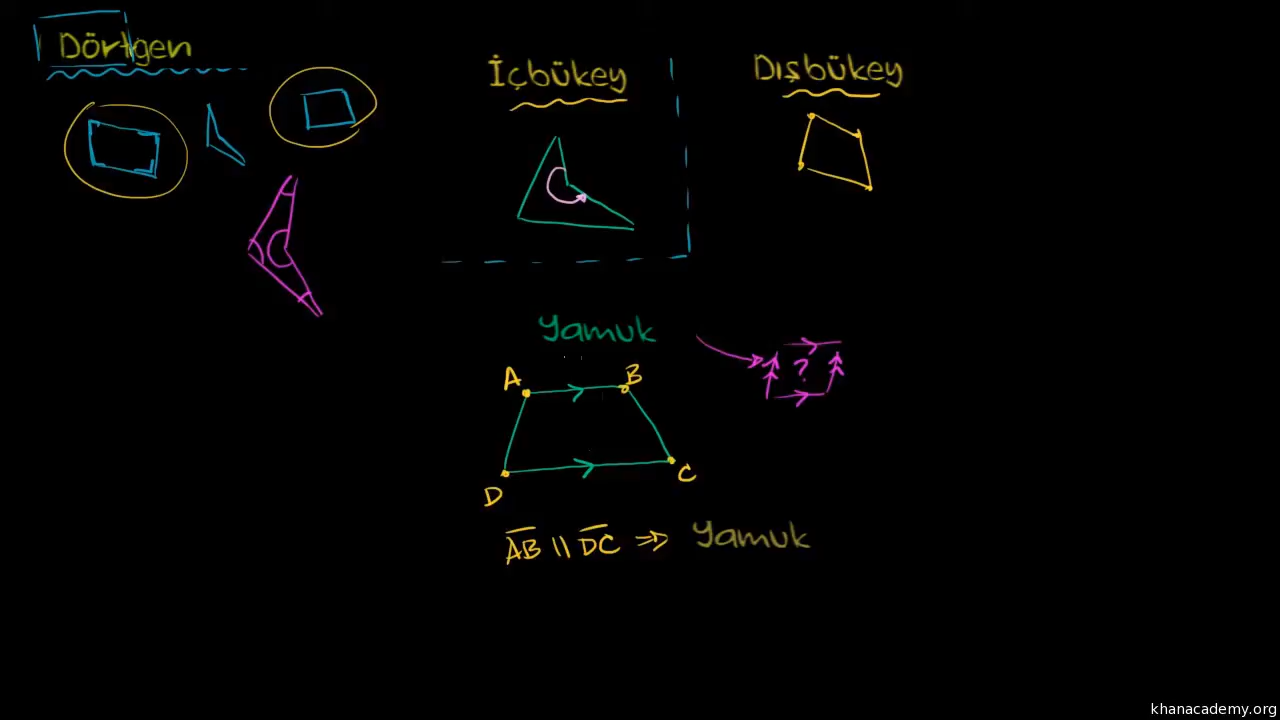 Dörtgen
İçbükey
Dışbükey
Yamuk
?
A
B
D
C
AB || DC ⇒ Yamuk
khanacademy.org